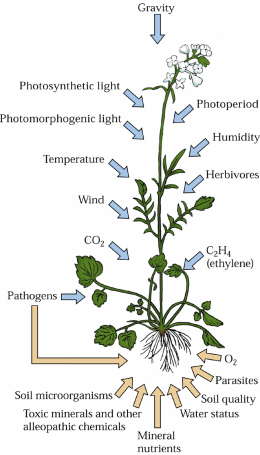 Gravity
Photosynthetic light
Photoperiod
Photomorphogenic light
Humidity
Temperature
Herbivores
Wind
CO2
C2H4
(ethylene)
Pathogens
O2
Parasites
Soil microorganisms
Soil quality
Toxic minerals and other
alleopathic chemicals
Water status
Mineral
nutrients